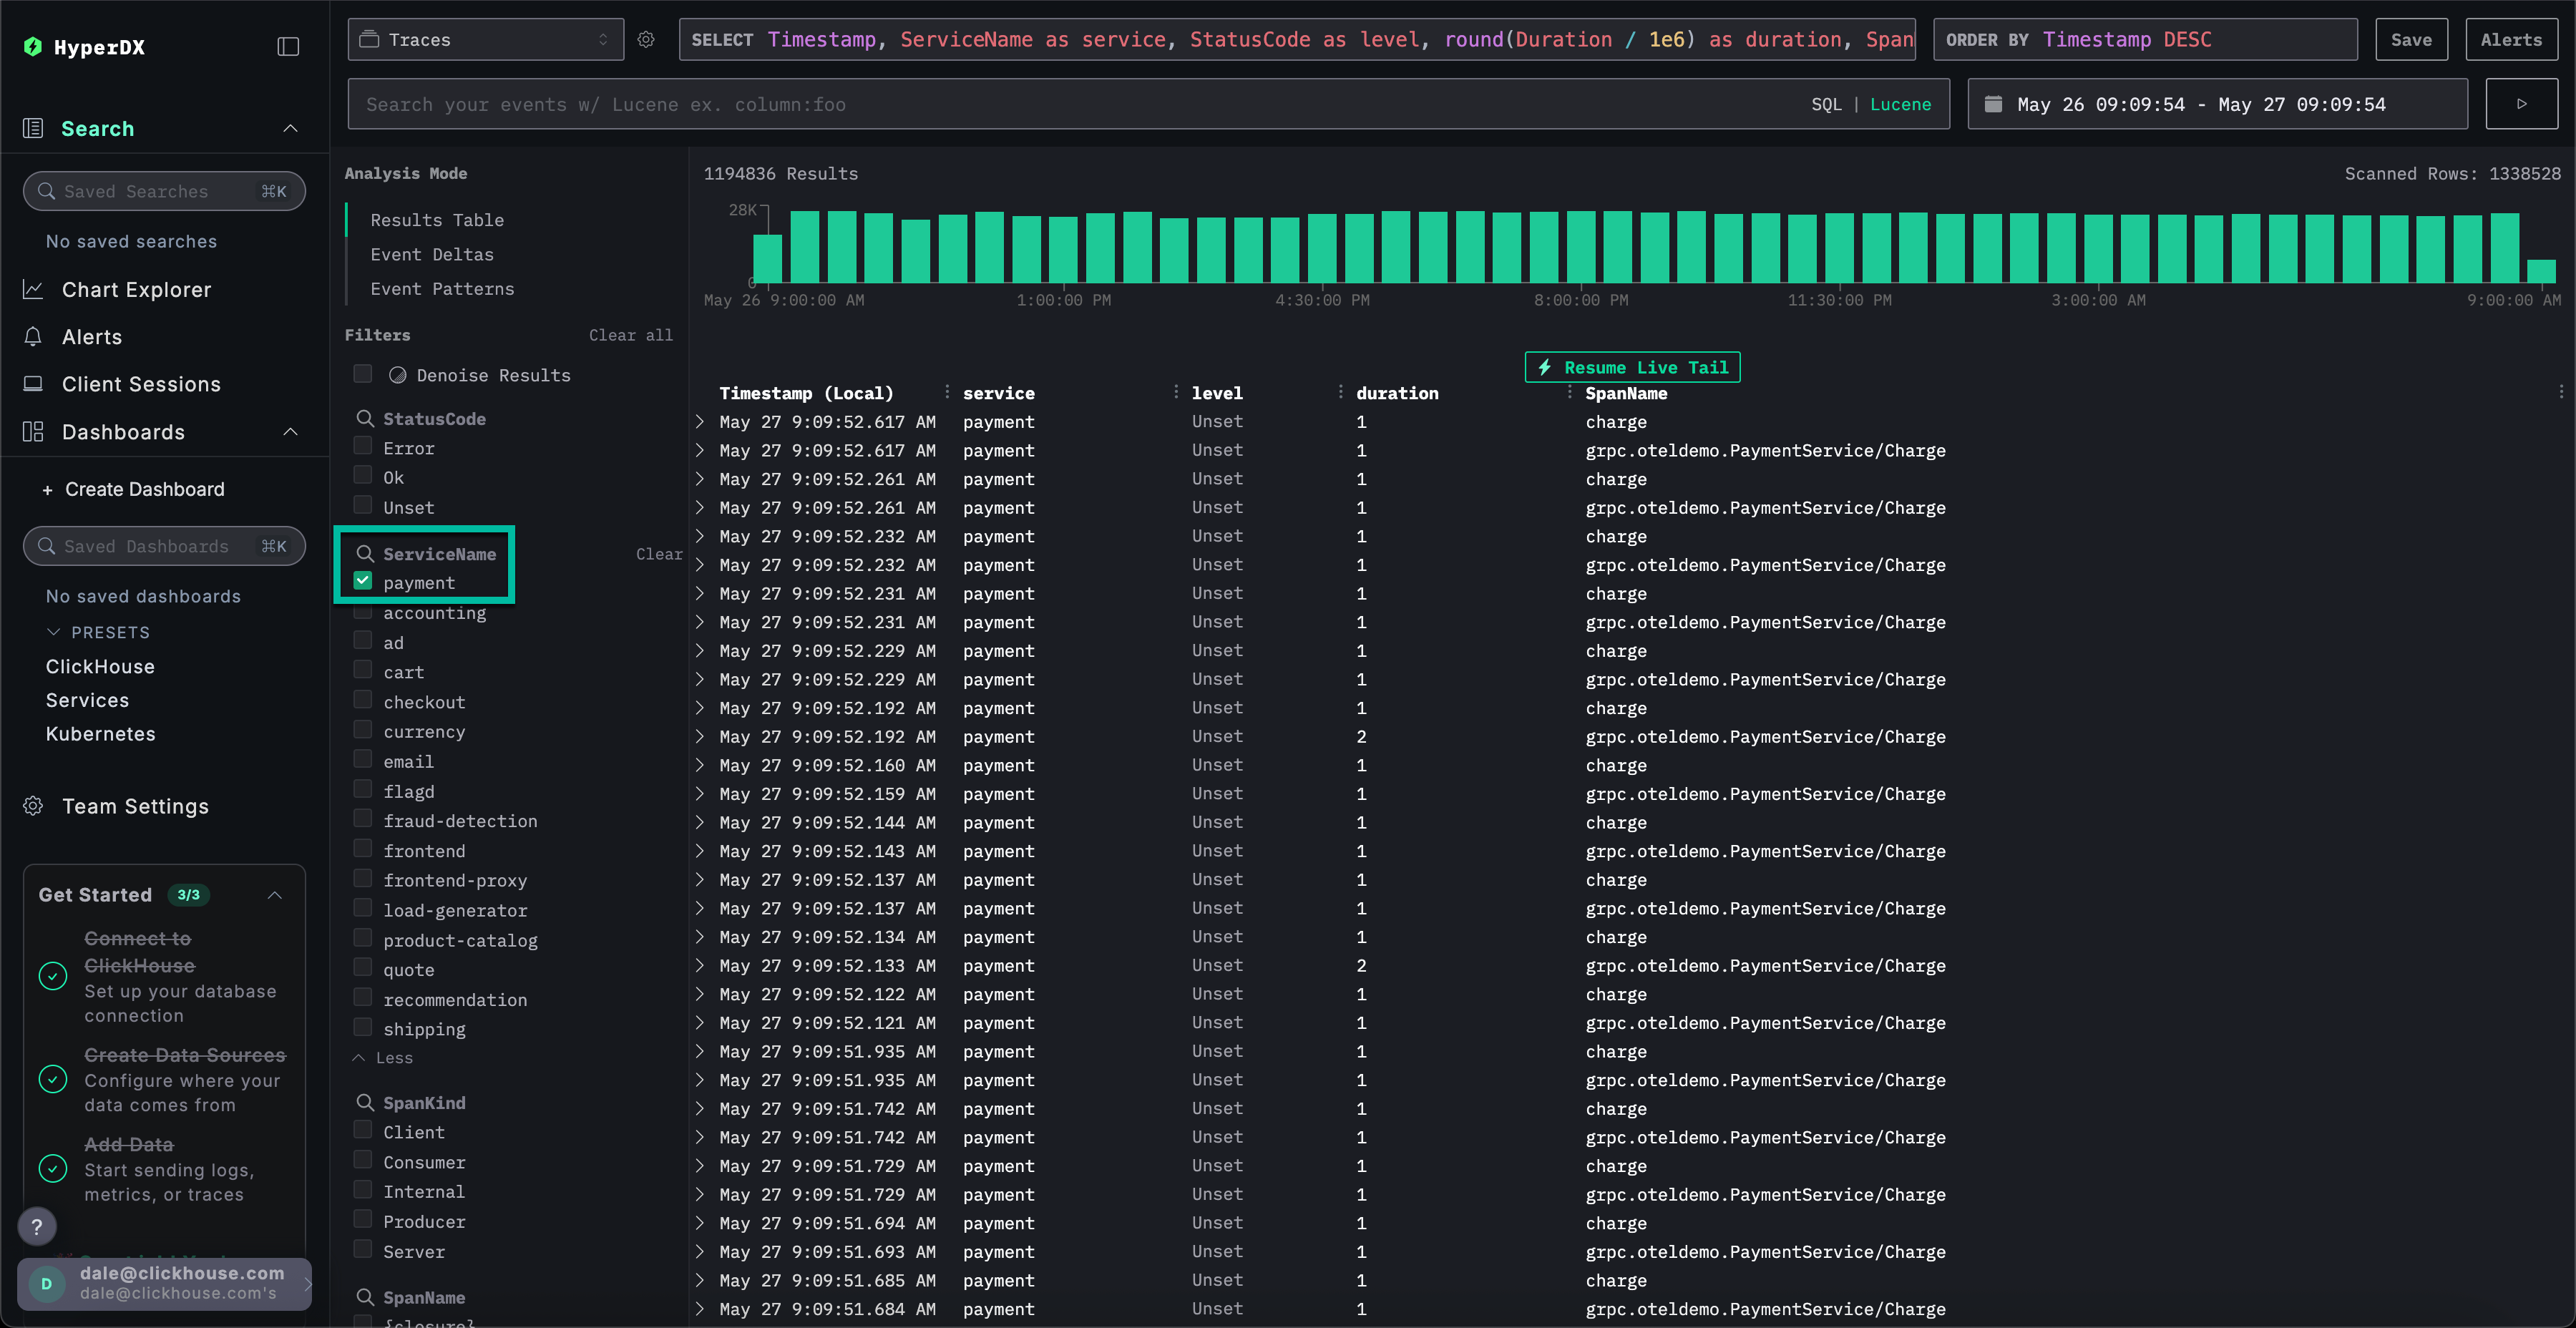 HyperDX
Search
Saved Searches ⌘K
No saved searches
Chart Explorer
Alerts
Client Sessions
Dashboards
+ Create Dashboard
Saved Dashboards ⌘K
No saved dashboards
PRESETS
ClickHouse
Services
Kubernetes
Team Settings
Get Started 3/3
Connect to
ClickHouse
Set up your database
connection
Create Data Sources
Configure where your
data comes from
Add Data
Start sending logs,
metrics, or traces
?
D
dale@clickhouse.com
dale@clickhouse.com's
Traces
SELECT Timestamp, ServiceName as service, StatusCode as level, round(Duration / 1e6) as duration, Span
ORDER BY Timestamp DESC
Save
Alerts
Search your events w/ Lucene ex. column:foo
SQL | Lucene
May 26 09:09:54 - May 27 09:09:54
Analysis Mode
Results Table
Event Deltas
Event Patterns
Filters Clear all
Denoise Results
StatusCode
Error
Ok
Unset
ServiceName Clear
payment
accounting
ad
cart
checkout
currency
email
flagd
fraud-detection
frontend
frontend-proxy
load-generator
product-catalog
quote
recommendation
shipping
Less
SpanKind
Client
Consumer
Internal
Producer
Server
SpanName
{closure}
1194836 Results
Scanned Rows: 1338528
28K
0
May 26 9:00:00 AM 1:00:00 PM 4:30:00 PM 8:00:00 PM 11:30:00 PM 3:00:00 AM 9:00:00 AM
Resume Live Tail
Timestamp (Local) service level duration SpanName
May 27 9:09:52.617 AM payment Unset 1 charge
May 27 9:09:52.617 AM payment Unset 1 grpc.oteldemo.PaymentService/Charge
May 27 9:09:52.261 AM payment Unset 1 charge
May 27 9:09:52.261 AM payment Unset 1 grpc.oteldemo.PaymentService/Charge
May 27 9:09:52.232 AM payment Unset 1 charge
May 27 9:09:52.232 AM payment Unset 1 grpc.oteldemo.PaymentService/Charge
May 27 9:09:52.231 AM payment Unset 1 charge
May 27 9:09:52.231 AM payment Unset 1 grpc.oteldemo.PaymentService/Charge
May 27 9:09:52.229 AM payment Unset 1 charge
May 27 9:09:52.229 AM payment Unset 1 grpc.oteldemo.PaymentService/Charge
May 27 9:09:52.192 AM payment Unset 1 charge
May 27 9:09:52.192 AM payment Unset 2 grpc.oteldemo.PaymentService/Charge
May 27 9:09:52.160 AM payment Unset 1 charge
May 27 9:09:52.159 AM payment Unset 1 grpc.oteldemo.PaymentService/Charge
May 27 9:09:52.144 AM payment Unset 1 charge
May 27 9:09:52.143 AM payment Unset 1 grpc.oteldemo.PaymentService/Charge
May 27 9:09:52.137 AM payment Unset 1 charge
May 27 9:09:52.137 AM payment Unset 1 grpc.oteldemo.PaymentService/Charge
May 27 9:09:52.134 AM payment Unset 1 charge
May 27 9:09:52.133 AM payment Unset 2 grpc.oteldemo.PaymentService/Charge
May 27 9:09:52.122 AM payment Unset 1 charge
May 27 9:09:52.121 AM payment Unset 1 grpc.oteldemo.PaymentService/Charge
May 27 9:09:51.935 AM payment Unset 1 charge
May 27 9:09:51.935 AM payment Unset 1 grpc.oteldemo.PaymentService/Charge
May 27 9:09:51.742 AM payment Unset 1 charge
May 27 9:09:51.742 AM payment Unset 1 grpc.oteldemo.PaymentService/Charge
May 27 9:09:51.729 AM payment Unset 1 charge
May 27 9:09:51.729 AM payment Unset 1 grpc.oteldemo.PaymentService/Charge
May 27 9:09:51.694 AM payment Unset 1 charge
May 27 9:09:51.693 AM payment Unset 1 grpc.oteldemo.PaymentService/Charge
May 27 9:09:51.685 AM payment Unset 1 charge
May 27 9:09:51.684 AM payment Unset 1 grpc.oteldemo.PaymentService/Charge